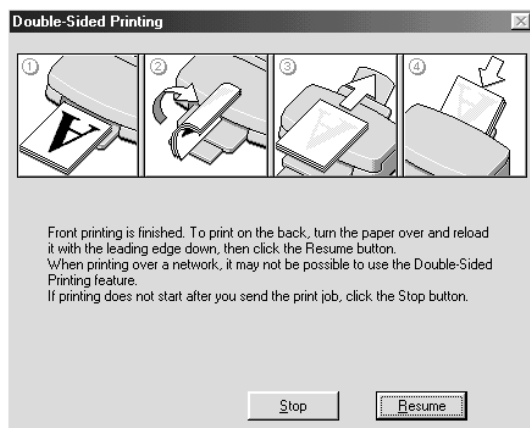 Double-Sided Printing
1 2 3 4
A
Front printing is finished. To print on the back, turn the paper over and reload
it with the leading edge down, then click the Resume button.
When printing over a network, it may not be possible to use the Double-Sided
Printing feature.
If printing does not start after you send the print job, click the Stop button.
Stop Resume